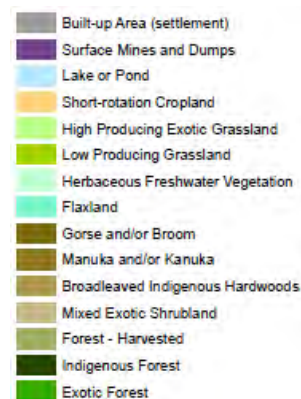 Built-up Area (settlement)
Surface Mines and Dumps
Lake or Pond
Short-rotation Cropland
High Producing Exotic Grassland
Low Producing Grassland
Herbaceous Freshwater Vegetation
Flaxland
Gorse and/or Broom
Manuka and/or Kanuka
Broadleaved Indigenous Hardwoods
Mixed Exotic Shrubland
Forest - Harvested
Indigenous Forest
Exotic Forest